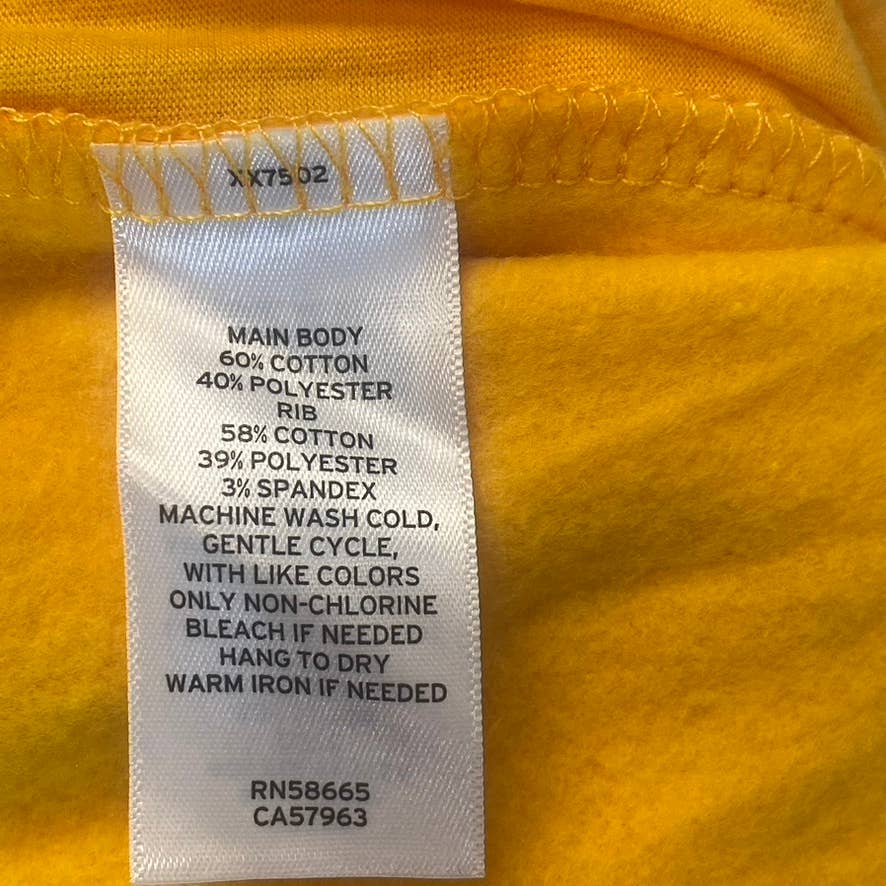 XX7502
MAIN BODY
60% COTTON
40% POLYESTER
RIB
58% COTTON
39% POLYESTER
3% SPANDEX
MACHINE WASH COLD,
GENTLE CYCLE,
WITH LIKE COLORS
ONLY NON-CHLORINE
BLEACH IF NEEDED
HANG TO DRY
WARM IRON IF NEEDED
RN58665
CA57963